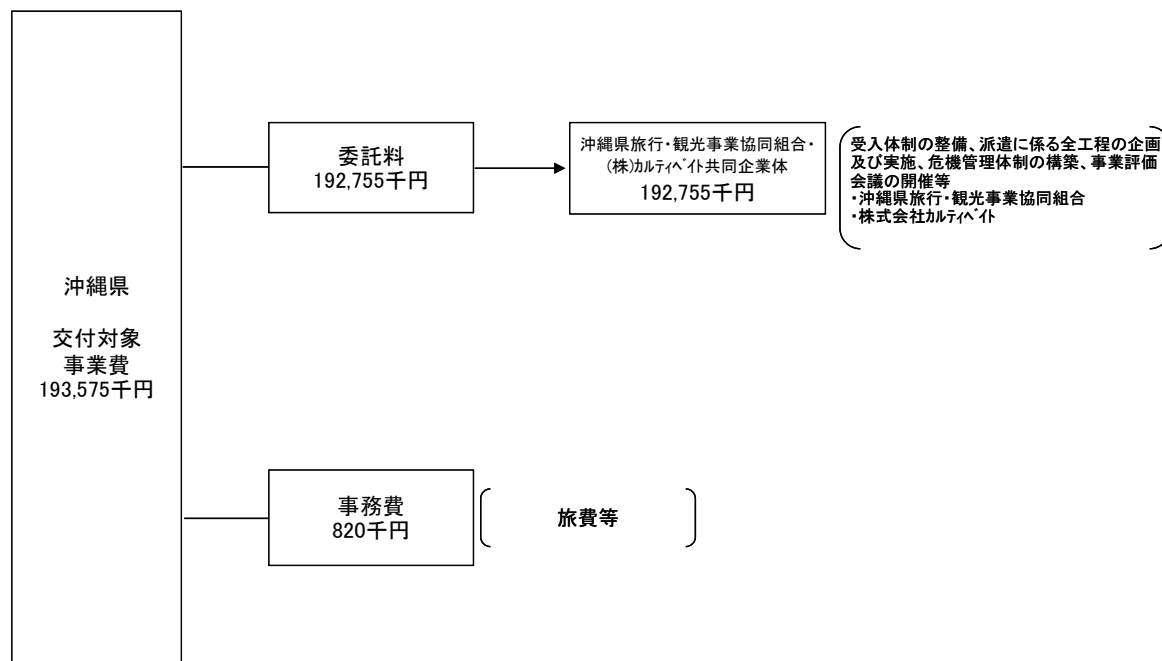 沖縄県
交付対象
事業費
193,575千円
委託料
192,755千円
沖縄県旅行・観光事業協同組合・
(株)ｶﾙﾃｨﾍﾞｲﾄ共同企業体
192,755千円
受入体制の整備、派遣に係る全工程の企画
及び実施、危機管理体制の構築、事業評価
会議の開催等
・沖縄県旅行・観光事業協同組合
・株式会社ｶﾙﾃｨﾍﾞｲﾄ
事務費
820千円
旅費等